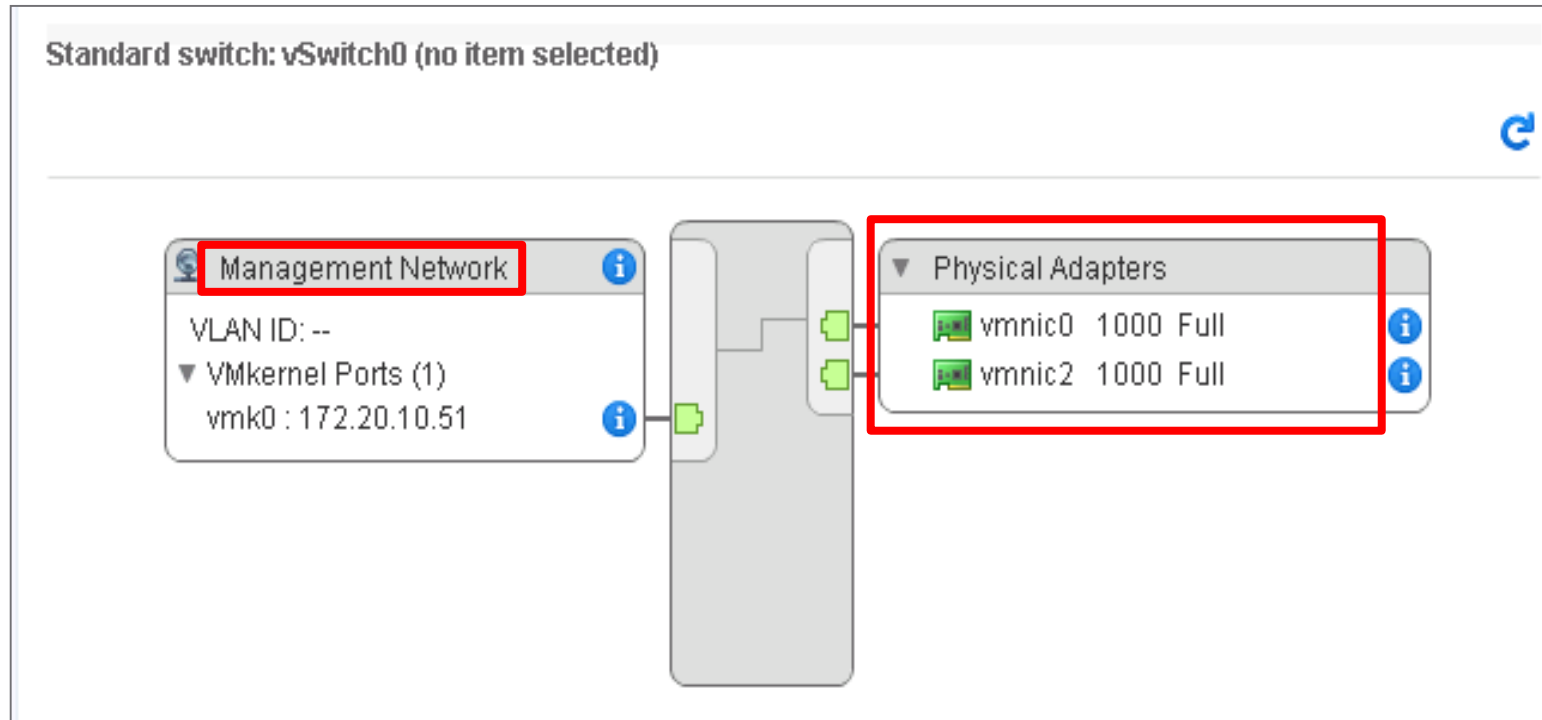 Standard switch: vSwitch0 (no item selected)
Management Network
VLAN ID: --
VMkernel Ports (1)
vmk0 : 172.20.10.51
Physical Adapters
vmnic0 1000 Full
vmnic2 1000 Full